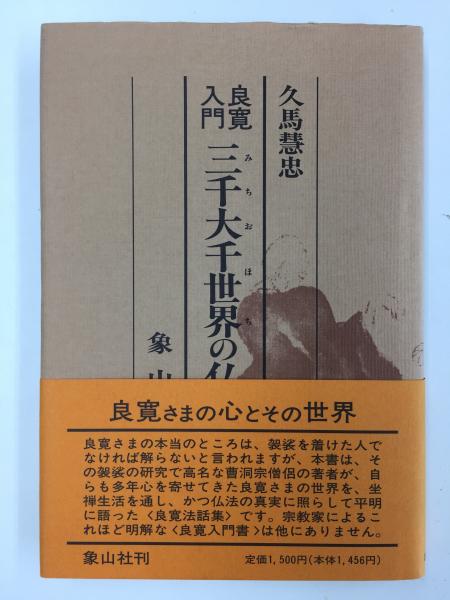 久馬慧忠
良寛
入門
みちおほち
三千大千世界の仏
象山
良寛さまの心とその世界
良寛さまの本当のところは、袈裟を着けた人で
なければ解らないと言われますが、本書は、そ
の袈裟の研究で高名な曹洞宗僧侶の著者が、自
らも多年心を寄せてきた良寛さまの世界を、坐
禅生活を通し、かつ仏法の真実に照らして平明
に語った〈良寛法話集〉です。宗教家によるこ
れほど明解な〈良寛入門書〉は他にありません。
象山社刊
定価1,500円(本体1,456円)